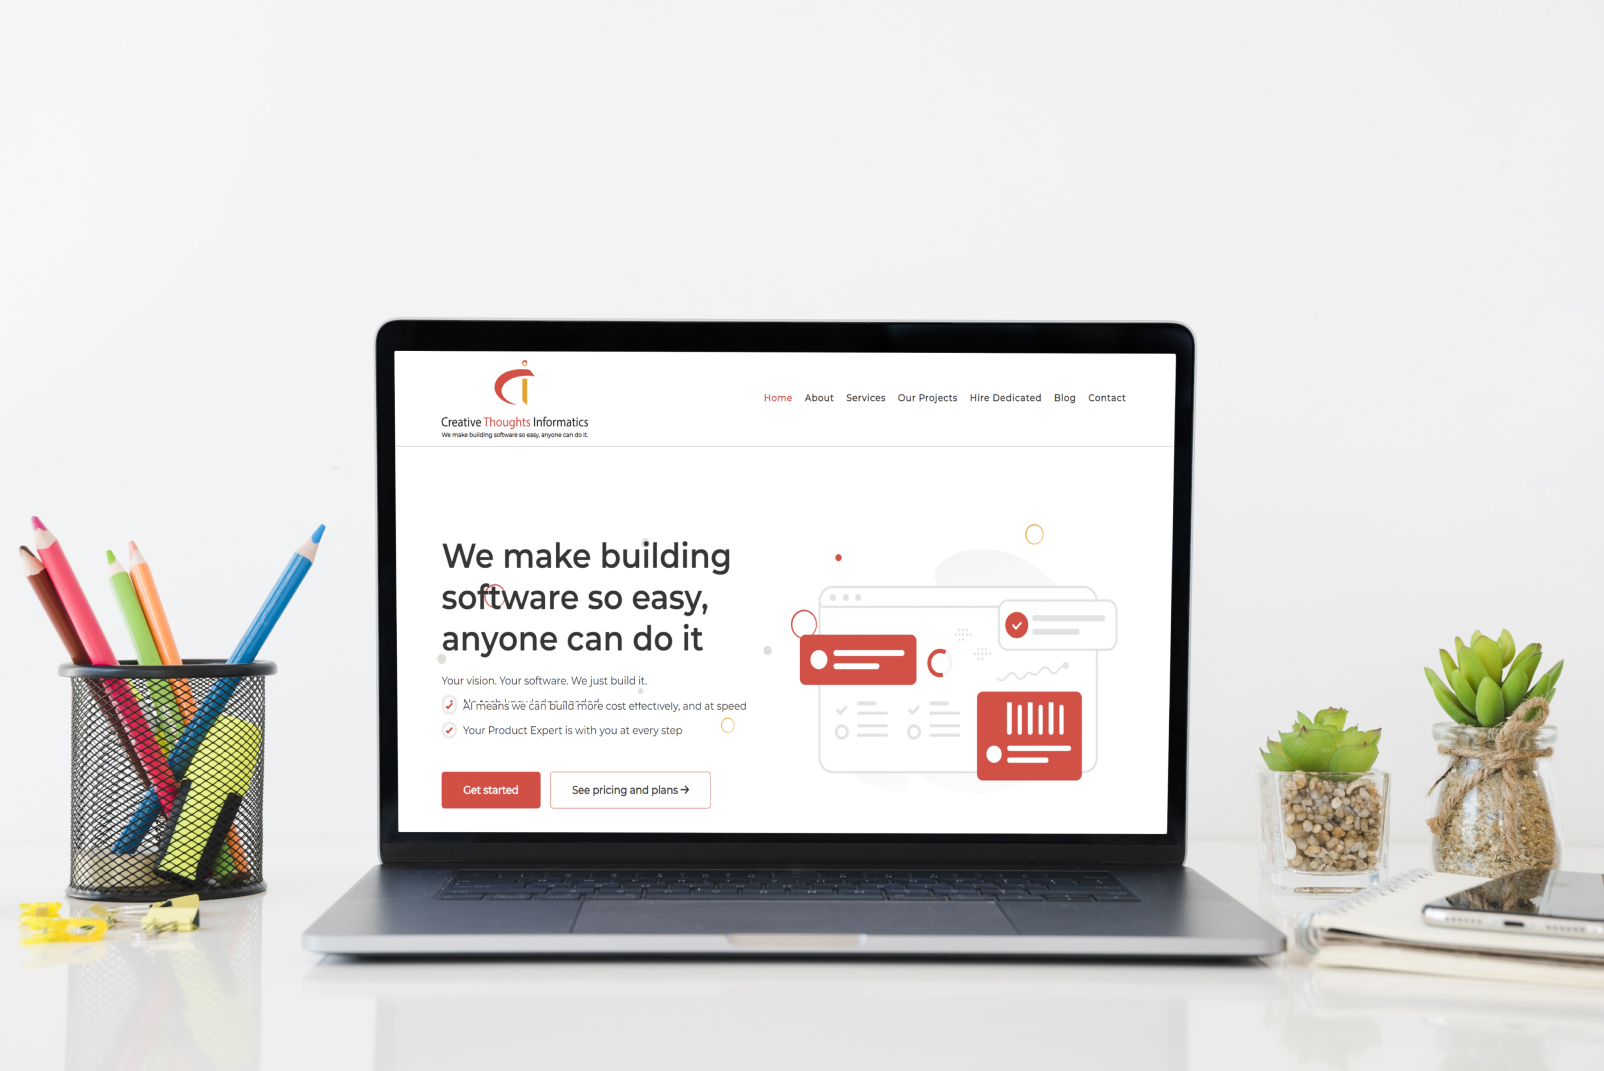 Creative Thoughts Informatics
We make building software so easy, anyone can do it.
Home About Services Our Projects Hire Dedicated Blog Contact
We make building
software so easy,
anyone can do it
Your vision. Your software. We just build it.
AI means we can build more cost effectively, and at speed
Your Product Expert is with you at every step
Get started
See pricing and plans →